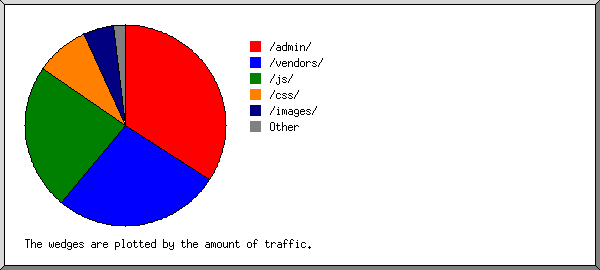 /admin/
/vendors/
/js/
/css/
/images/
Other
The wedges are plotted by the amount of traffic.